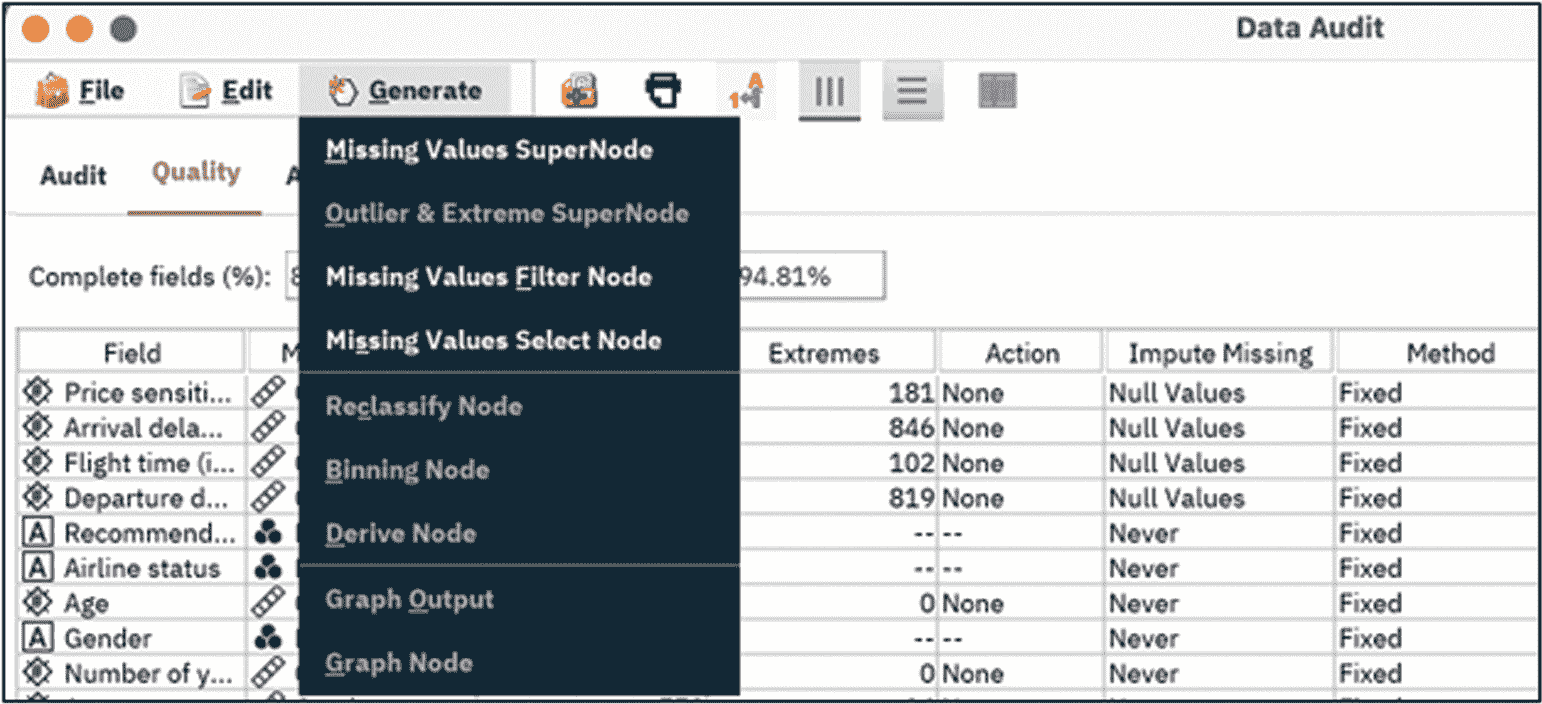 Data Audit
File Edit Generate
Missing Values SuperNode
Audit Quality A
Outlier & Extreme SuperNode
Complete fields (%): 8 Missing Values Filter Node 94.81%
Missing Values Select Node
Field M Extremes Action Impute Missing Method
Price sensiti... 181 None Null Values Fixed
Reclassify Node
Arrival dela... 846 None Null Values Fixed
Flight time (i... 102 None Null Values Fixed
Binning Node
Departure d... 819 None Null Values Fixed
Recommend... -- -- Never Fixed
Derive Node
Airline status -- -- Never Fixed
Age 0 None Never Fixed
Graph Output
Gender -- -- Never Fixed
Graph Node
Number of y... 0 None Never Fixed